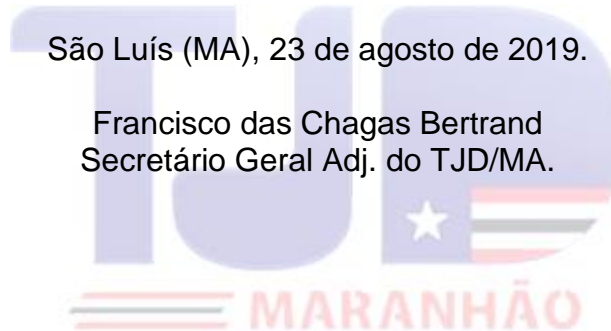 São Luís (MA), 23 de agosto de 2019.
Francisco das Chagas Bertrand
Secretário Geral Adj. do TJD/MA.
TJD
MARANHÃO